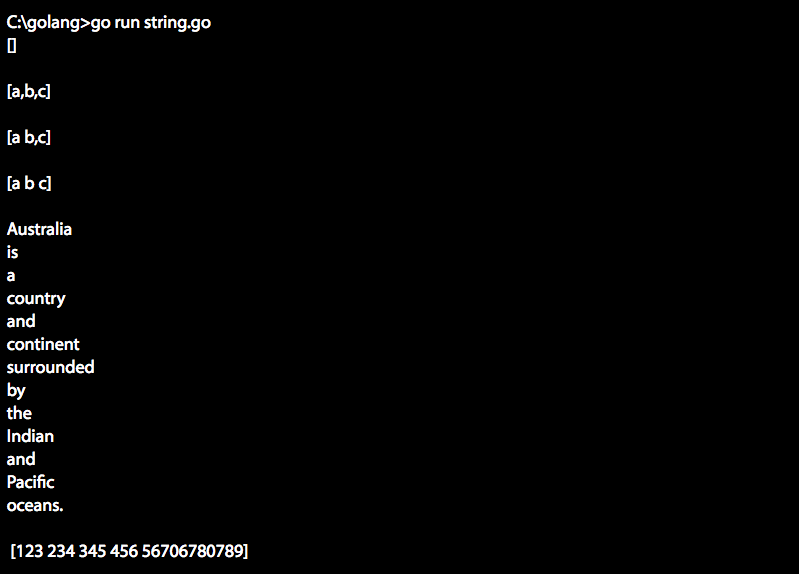 C:\golang>go run string.go
[]
[a,b,c]
[a b,c]
[a b c]
Australia
is
a
country
and
continent
surrounded
by
the
Indian
and
Pacific
oceans.
[123 234 345 456 56706780789]